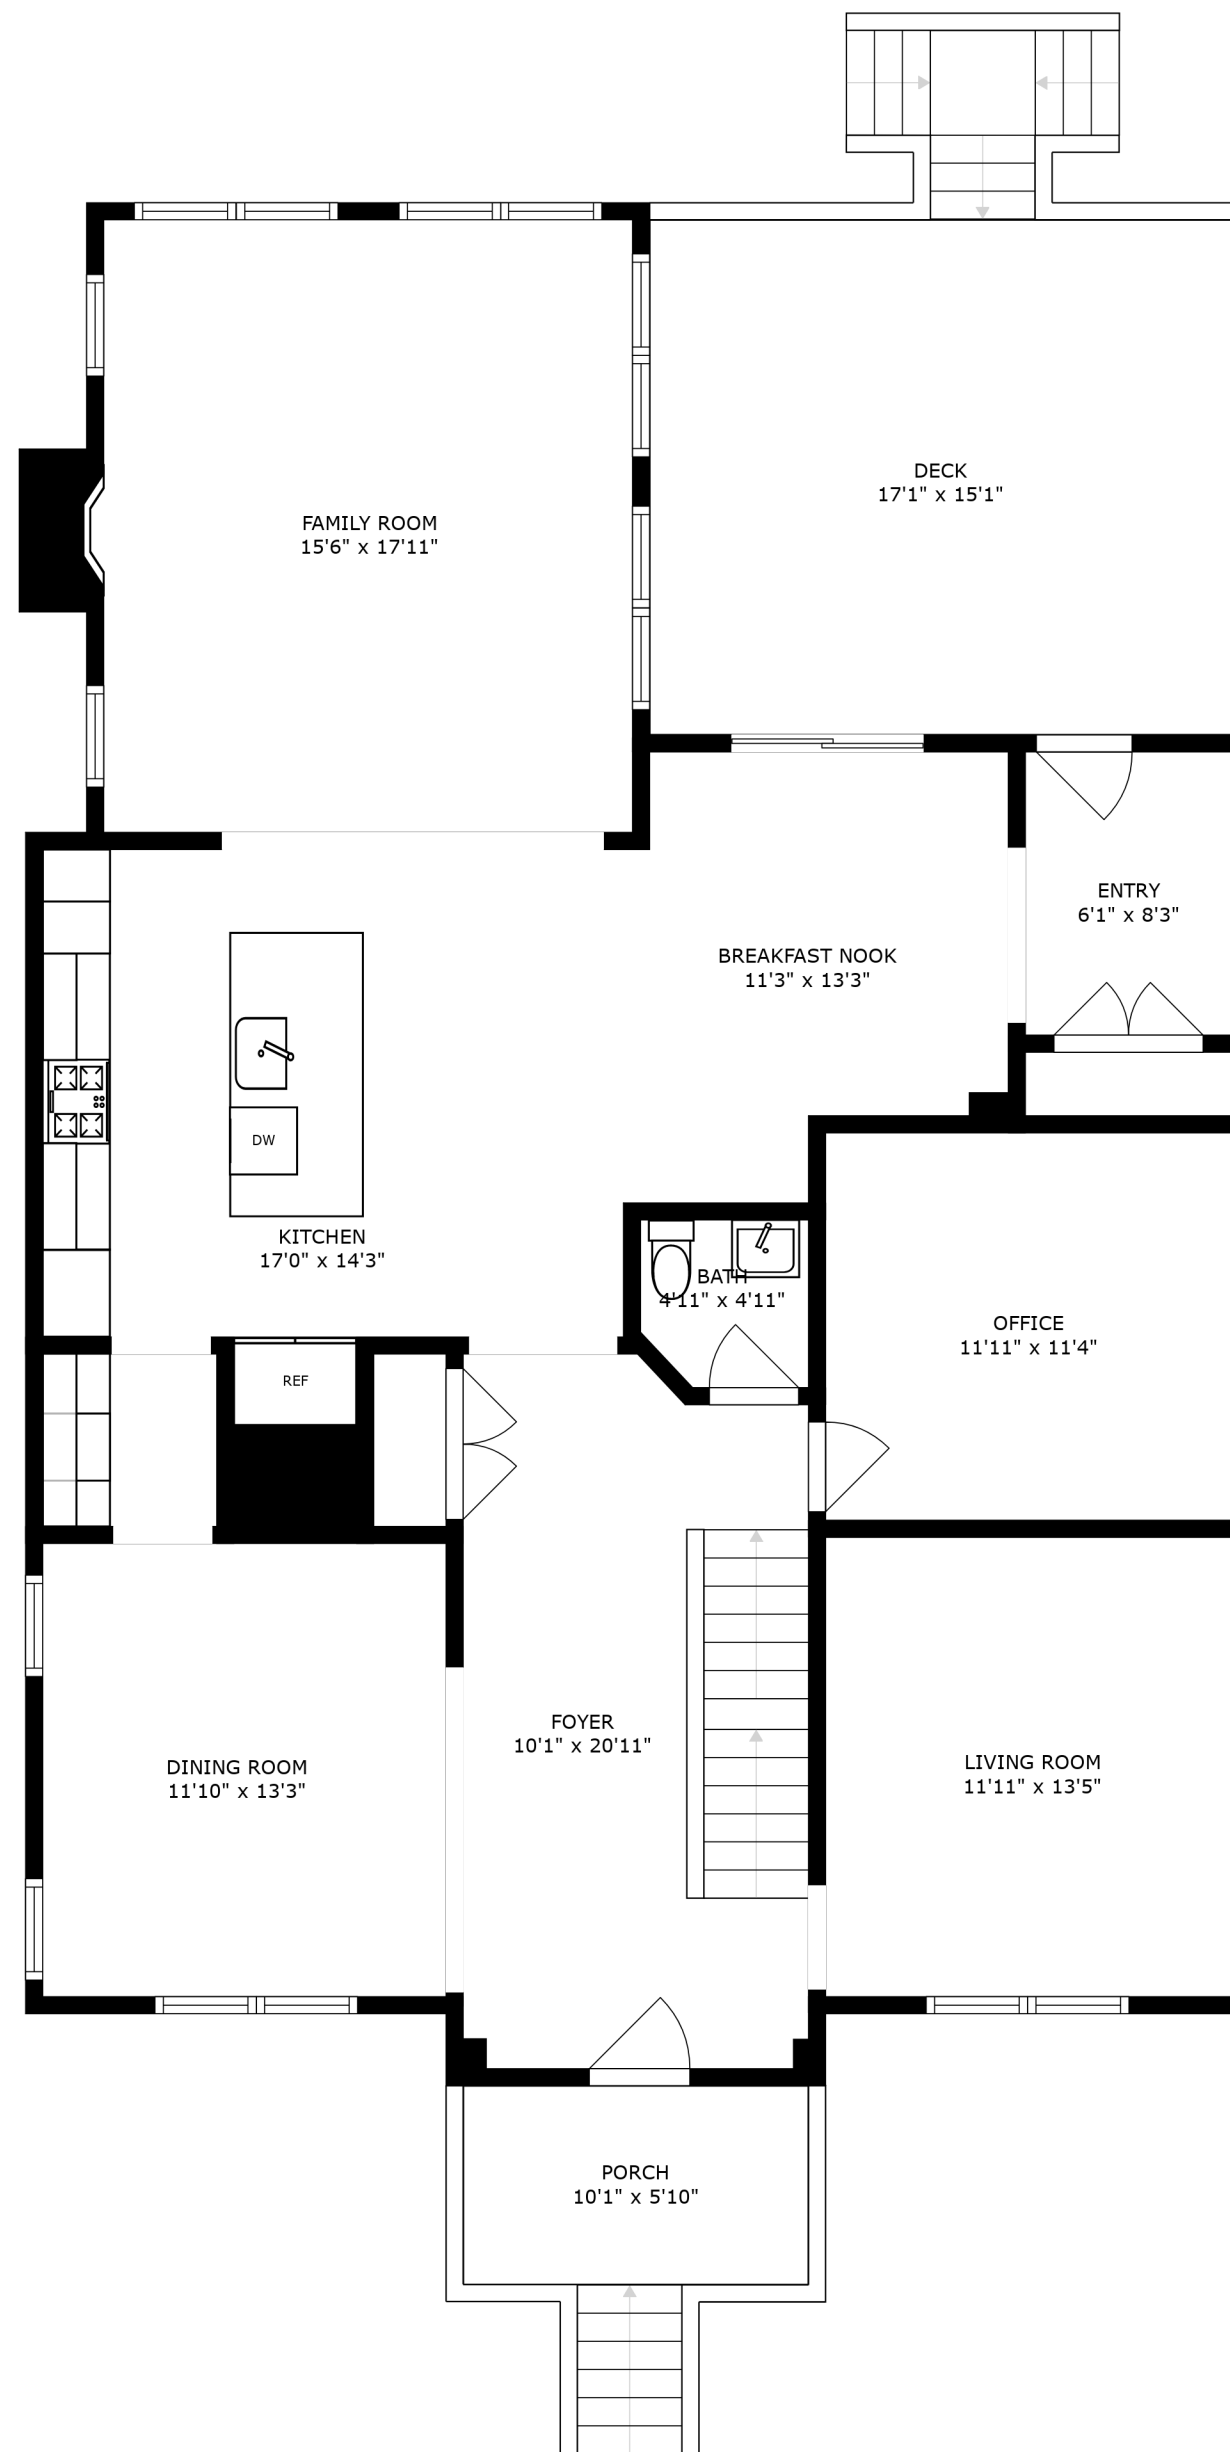 DECK
17'1" x 15'1"
FAMILY ROOM
15'6" x 17'11"
ENTRY
6'1" x 8'3"
BREAKFAST NOOK
11'3" x 13'3"
DW
KITCHEN
17'0" x 14'3"
BATH
4'11" x 4'11"
OFFICE
11'11" x 11'4"
REF
FOYER
10'1" x 20'11"
DINING ROOM
11'10" x 13'3"
LIVING ROOM
11'11" x 13'5"
PORCH
10'1" x 5'10"